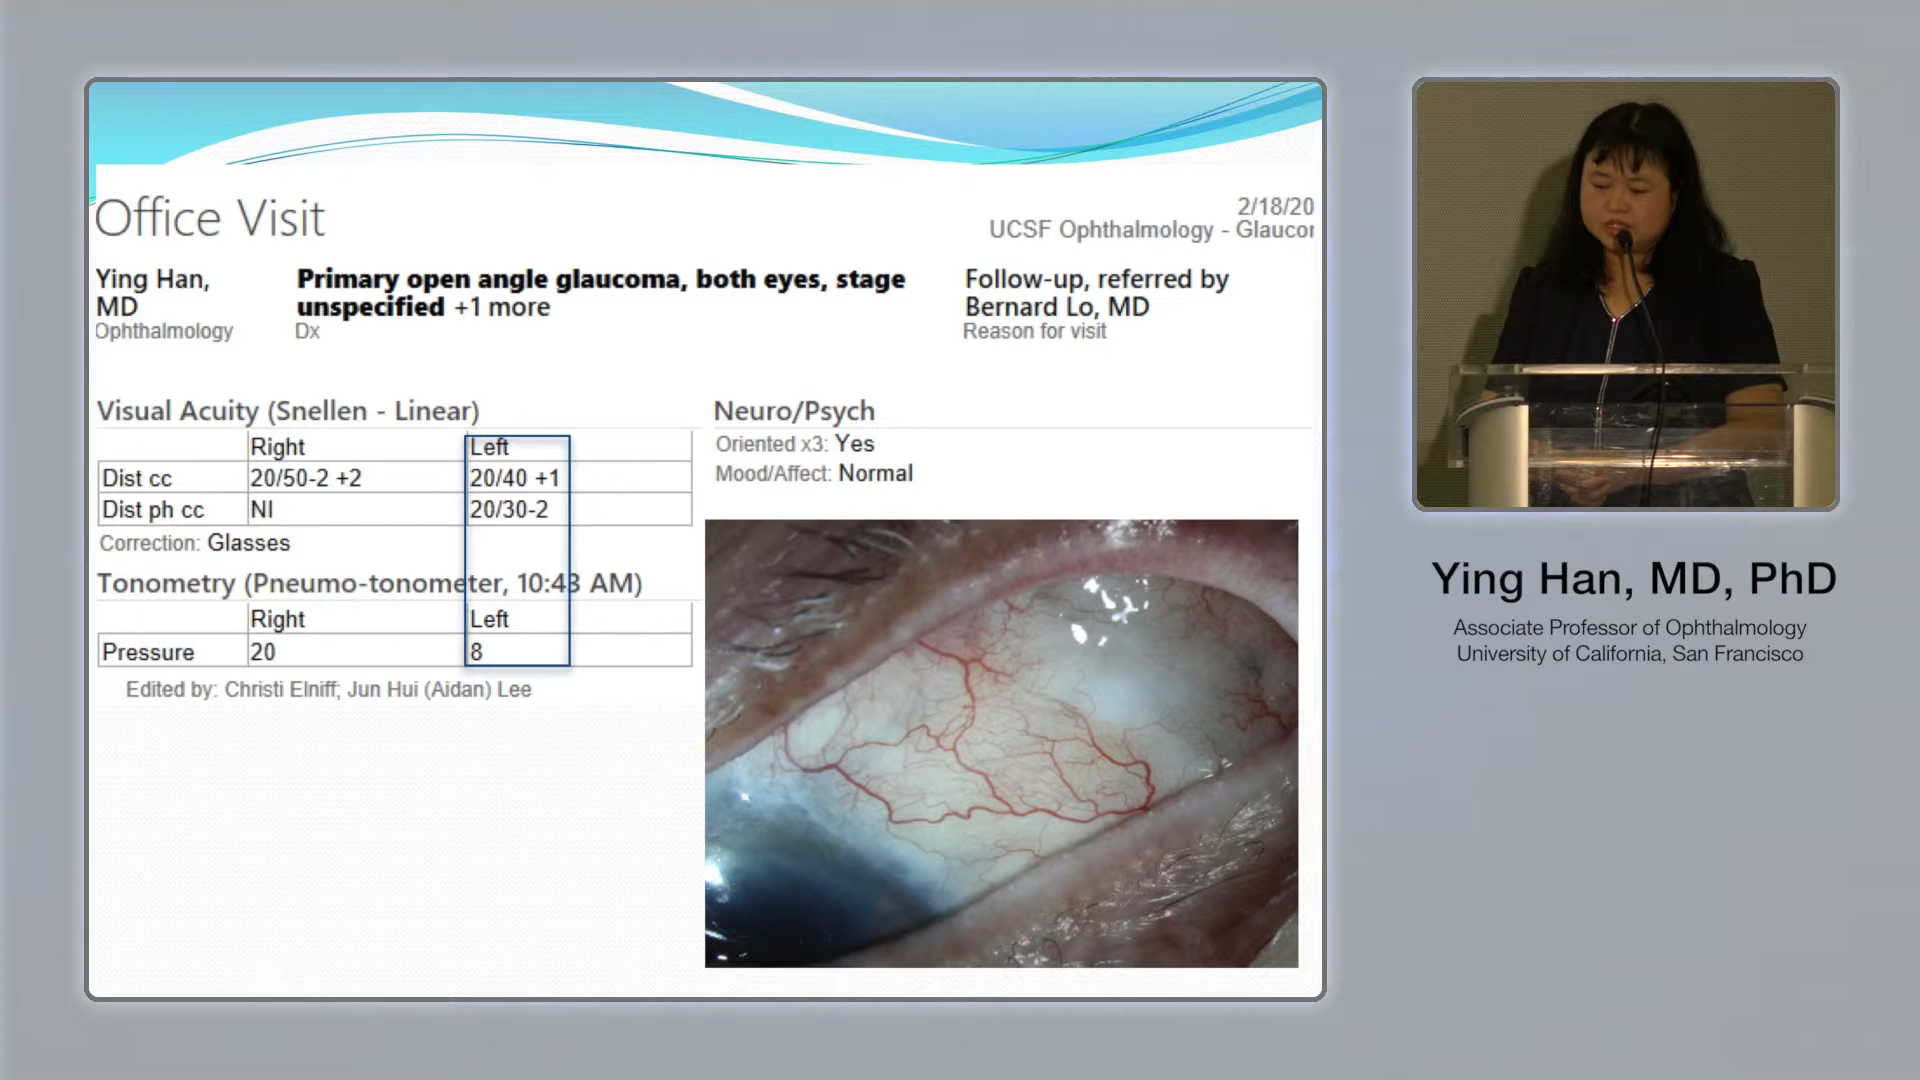 Office Visit
2/18/20
UCSF Ophthalmology - Glaucor
Ying Han,
MD
Ophthalmology
Primary open angle glaucoma, both eyes, stage
unspecified +1 more
Dx
Follow-up, referred by
Bernard Lo, MD
Reason for visit
Visual Acuity (Snellen - Linear)
Right Left
Dist cc 20/50-2 +2 20/40 +1
Dist ph cc NI 20/30-2
Correction: Glasses
Tonometry (Pneumo-tonometer, 10:43 AM)
Right Left
Pressure 20 8
Edited by: Christi Elniff; Jun Hui (Aidan) Lee
Neuro/Psych
Oriented x3: Yes
Mood/Affect: Normal
Ying Han, MD, PhD
Associate Professor of Ophthalmology
University of California, San Francisco